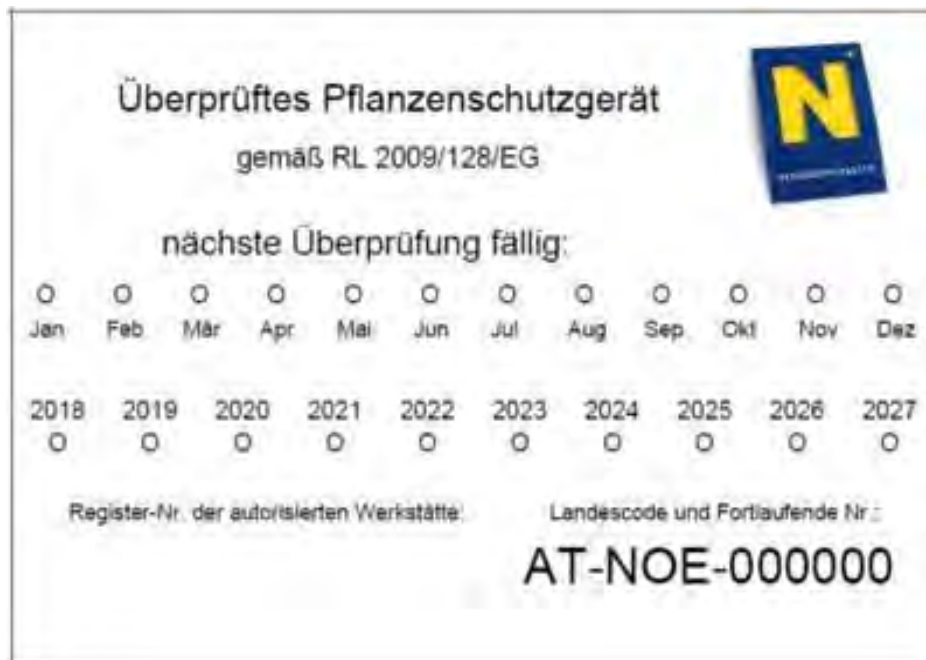 Überprüftes Pflanzenschutzgerät
gemäß RL 2009/128/EG
N
nächste Überprüfung fällig:
Jan Feb Mär Apr Mai Jun Jul Aug Sep Okt Nov Dez
2018 2019 2020 2021 2022 2023 2024 2025 2026 2027
Register-Nr. der autorisierten Werkstätte: Landescode und Fortlaufende Nr.:
AT-NOE-000000